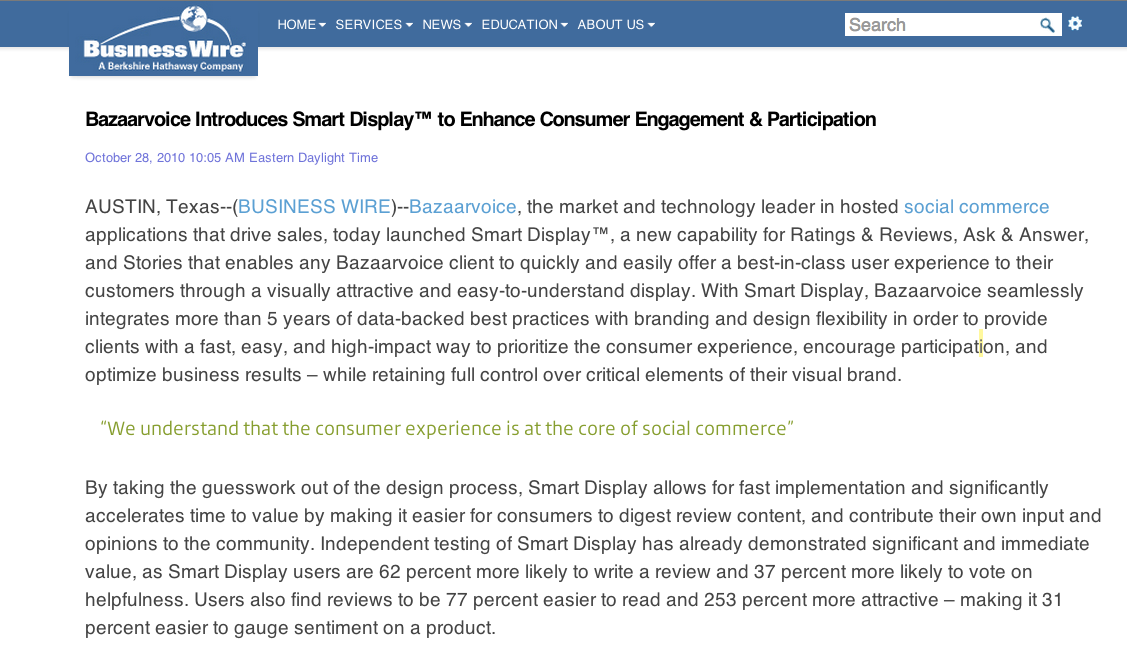 HOME SERVICES NEWS EDUCATION ABOUT US
Search
BusinessWire
A Berkshire Hathaway Company
Bazaarvoice Introduces Smart Display™ to Enhance Consumer Engagement & Participation
October 28, 2010 10:05 AM Eastern Daylight Time
AUSTIN, Texas--(BUSINESS WIRE)--Bazaarvoice, the market and technology leader in hosted social commerce
applications that drive sales, today launched Smart Display™, a new capability for Ratings & Reviews, Ask & Answer,
and Stories that enables any Bazaarvoice client to quickly and easily offer a best-in-class user experience to their
customers through a visually attractive and easy-to-understand display. With Smart Display, Bazaarvoice seamlessly
integrates more than 5 years of data-backed best practices with branding and design flexibility in order to provide
clients with a fast, easy, and high-impact way to prioritize the consumer experience, encourage participation, and
optimize business results – while retaining full control over critical elements of their visual brand.
“We understand that the consumer experience is at the core of social commerce”
By taking the guesswork out of the design process, Smart Display allows for fast implementation and significantly
accelerates time to value by making it easier for consumers to digest review content, and contribute their own input and
opinions to the community. Independent testing of Smart Display has already demonstrated significant and immediate
value, as Smart Display users are 62 percent more likely to write a review and 37 percent more likely to vote on
helpfulness. Users also find reviews to be 77 percent easier to read and 253 percent more attractive – making it 31
percent easier to gauge sentiment on a product.